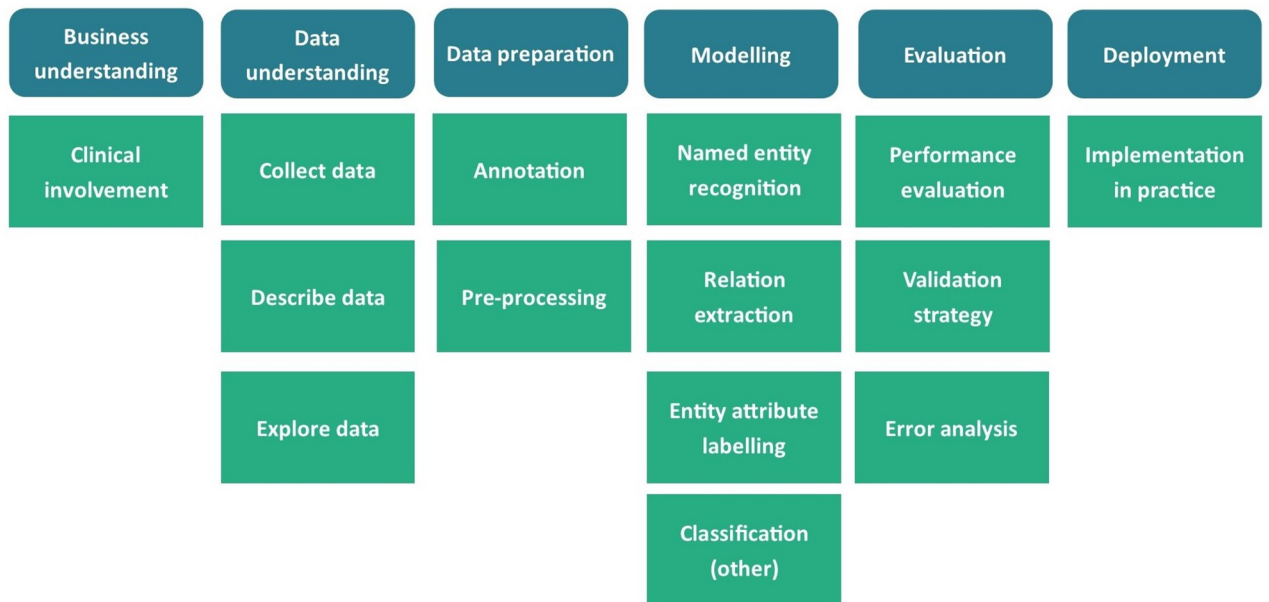 Business
understanding
Data
understanding
Data preparation
Modelling
Evaluation
Deployment
Clinical
involvement
Collect data
Annotation
Named entity
recognition
Performance
evaluation
Implementation
in practice
Describe data
Pre-processing
Relation
extraction
Validation
strategy
Explore data
Entity attribute
labelling
Error analysis
Classification
(other)